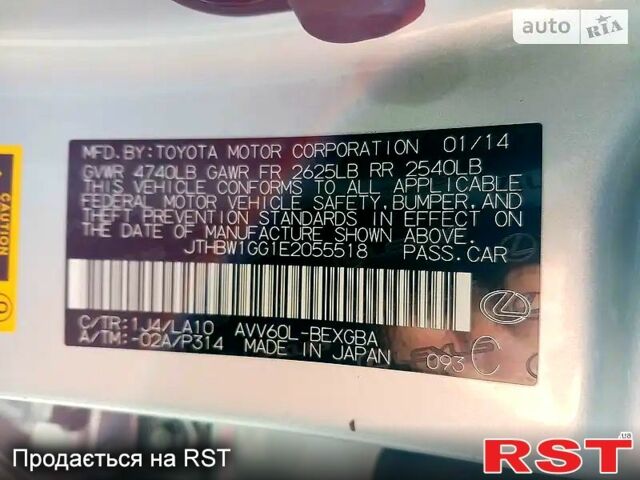 auto RIA
MFD.BY:TOYOTA MOTOR CORPORATION 01/14
GVWR 4740LB GAWR FR 2625LB RR 2540LB
THIS VEHICLE CONFORMS TO ALL APPLICABLE
FEDERAL MOTOR VEHICLE SAFETY,BUMPER,AND
THEFT PREVENTION STANDARDS IN EFFECT ON
THE DATE OF MANUFACTURE SHOWN ABOVE.
JTHBW1GG1E2055518 PASS.CAR
CAUTION
C/TR:1J4/LA10 AVV60L-BEXGBA
A/TM:-02A/P314 MADE IN JAPAN 093 C
Продається на RST
RST.ua